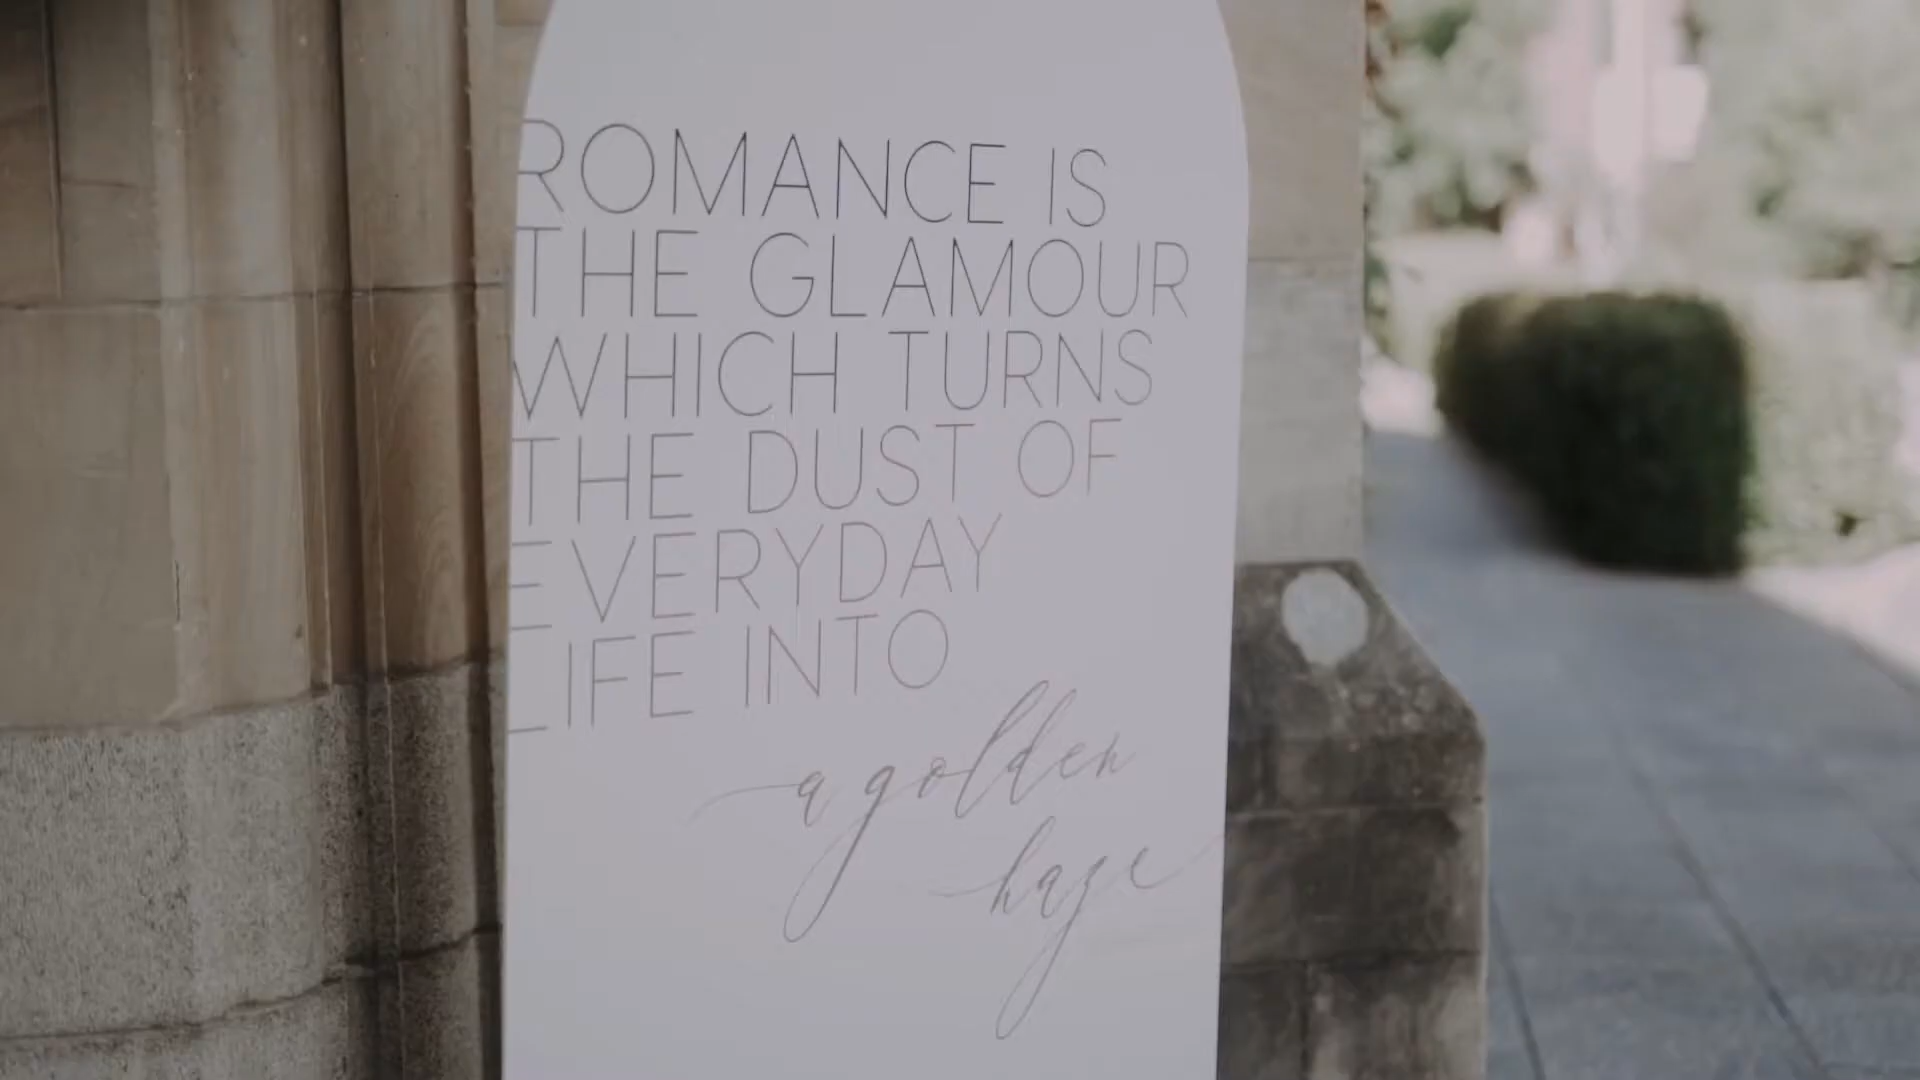 ROMANCE IS
THE GLAMOUR
WHICH TURNS
THE DUST OF
EVERYDAY
LIFE INTO
a golden
haze